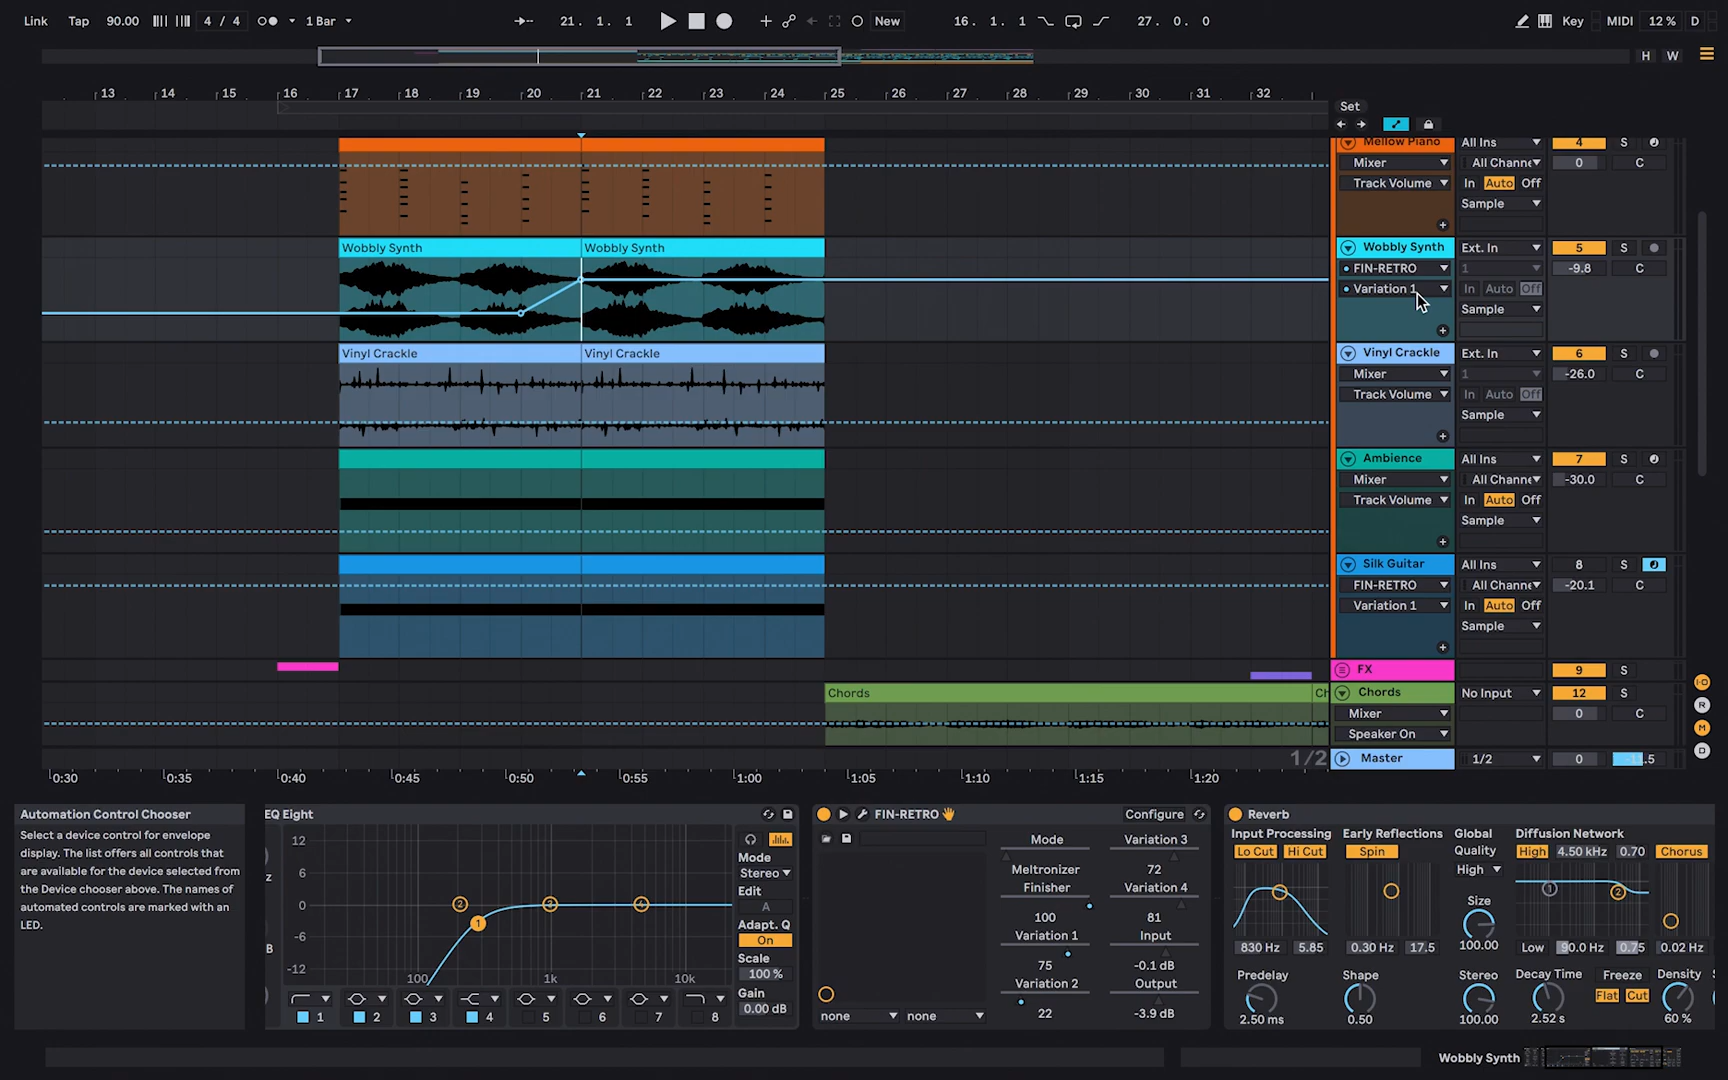 Link Tap 90.00 4 / 4 1 Bar 21. 1. 1 New 16. 1. 1 27. 0. 0 Key MIDI 12 % D
H W
13 14 15 16 17 18 19 20 21 22 23 24 25 26 27 28 29 30 31 32
Set
Mellow Piano All Ins 4 S
Mixer All Channe 0 C
Track Volume In Auto Off
Sample
Wobbly Synth Wobbly Synth Wobbly Synth Ext. In 5 S
FIN-RETRO 1 -9.8 C
Variation 1 In Auto Off
Sample
Vinyl Crackle Vinyl Crackle Vinyl Crackle Ext. In 6 S
Mixer 1 -26.0 C
Track Volume In Auto Off
Sample
Ambience All Ins 7 S
Mixer All Channe -30.0 C
Track Volume In Auto Off
Sample
Silk Guitar All Ins 8 S
FIN-RETRO All Channe -20.1 C
Variation 1 In Auto Off
Sample
FX 9 S
Chords Ch Chords No Input 12 S
Mixer 0 C
Speaker On
1/2 Master 1/2 0
0:30 0:35 0:40 0:45 0:50 0:55 1:00 1:05 1:10 1:15 1:20
I·O
R
M
D
Automation Control Chooser
Select a device control for envelope
display. The list offers all controls that
are available for the device selected from
the Device chooser above. The names of
automated controls are marked with an
LED.
EQ Eight
12
6
0
-6
-12
100 1k 10k
1 2 3 4
1 2 3 4 5 6 7 8
Mode
Stereo
Edit
A
Adapt. Q
On
Scale
100 %
Gain
0.00 dB
FIN-RETRO Configure
none none
Mode Variation 3
Meltronizer 72
Finisher Variation 4
100 81
Variation 1 Input
75 -0.1 dB
Variation 2 Output
22 -3.9 dB
Reverb
Input Processing Early Reflections Global Diffusion Network
Lo Cut Hi Cut Spin Quality High 4.50 kHz 0.70 Chorus
High
1 2
Size
100.00
830 Hz 5.85 0.30 Hz 17.5 Low 90.0 Hz 0.75 0.02 Hz
Predelay Shape Stereo Decay Time Freeze Density
Flat Cut
2.50 ms 0.50 100.00 2.52 s 60 %
Wobbly Synth